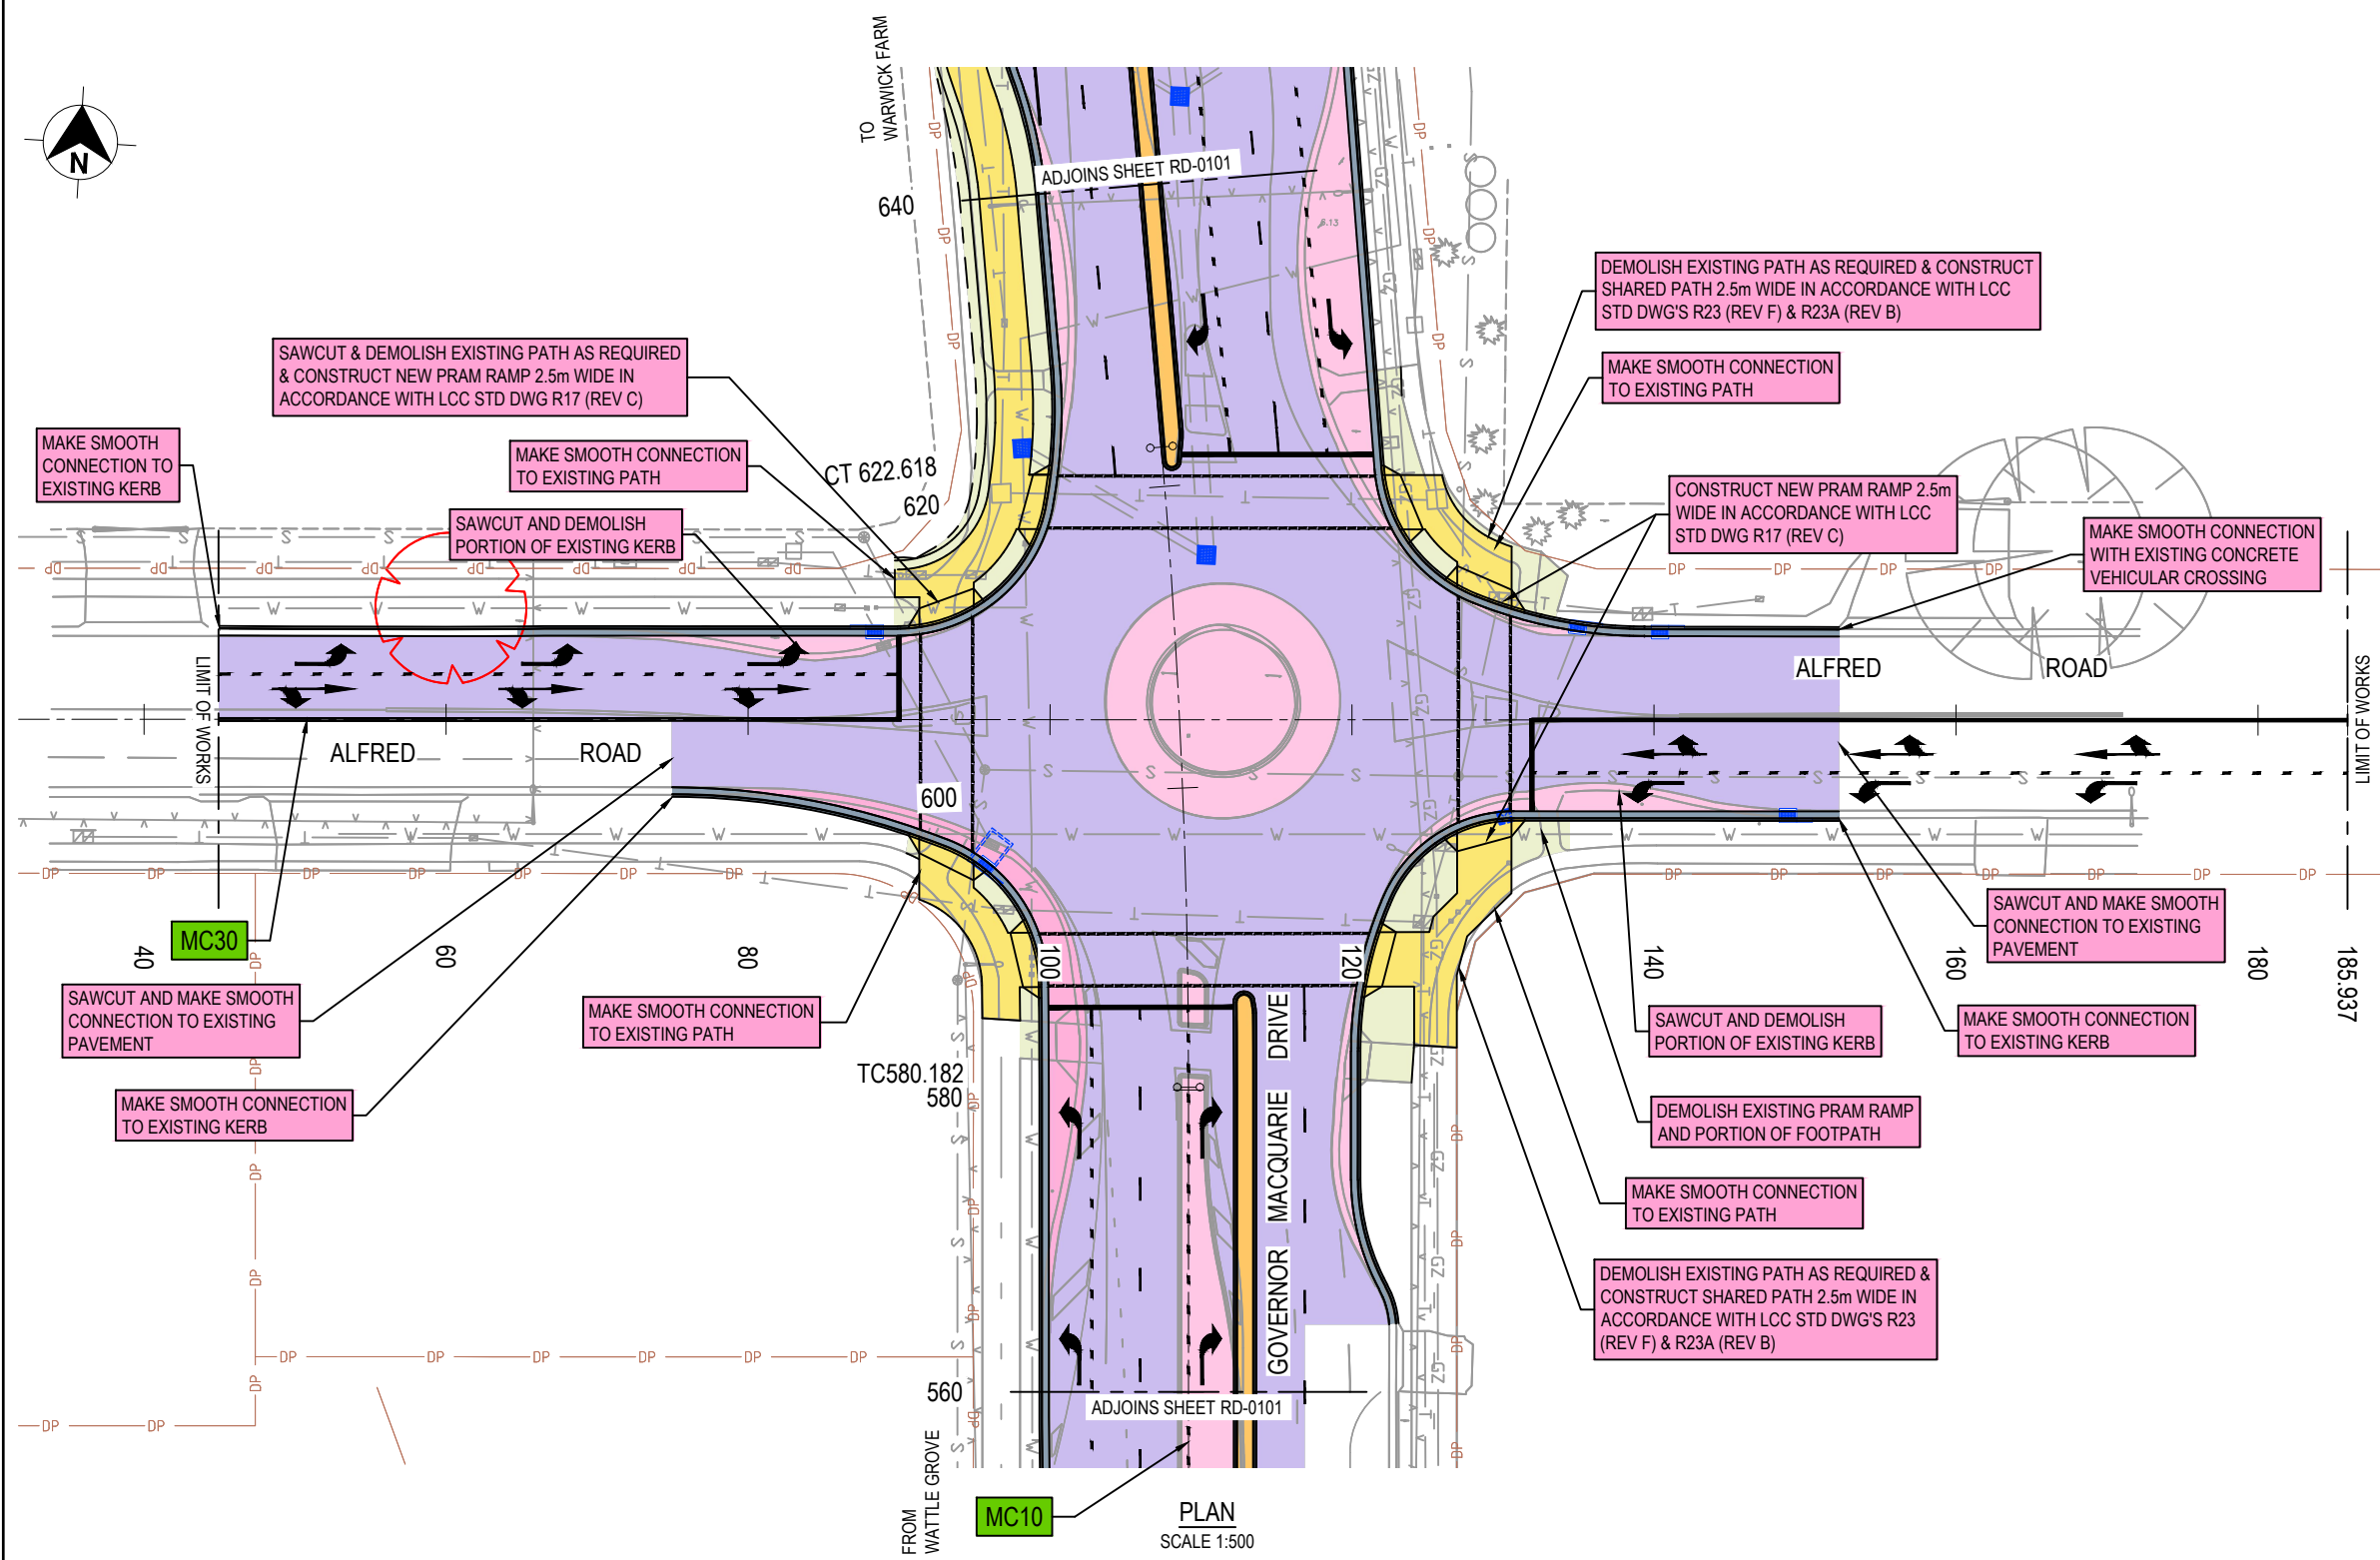 TO
WARWICK FARM
N
ADJOINS SHEET RD-0101
640
DEMOLISH EXISTING PATH AS REQUIRED & CONSTRUCT
SHARED PATH 2.5m WIDE IN ACCORDANCE WITH LCC
STD DWG'S R23 (REV F) & R23A (REV B)
SAWCUT & DEMOLISH EXISTING PATH AS REQUIRED
& CONSTRUCT NEW PRAM RAMP 2.5m WIDE IN
ACCORDANCE WITH LCC STD DWG R17 (REV C)
MAKE SMOOTH CONNECTION
TO EXISTING PATH
MAKE SMOOTH
CONNECTION TO
EXISTING KERB
MAKE SMOOTH CONNECTION
TO EXISTING PATH
CT 622.618
620
CONSTRUCT NEW PRAM RAMP 2.5m
WIDE IN ACCORDANCE WITH LCC
STD DWG R17 (REV C)
SAWCUT AND DEMOLISH
PORTION OF EXISTING KERB
MAKE SMOOTH CONNECTION
WITH EXISTING CONCRETE
VEHICULAR CROSSING
LIMIT OF WORKS
ALFRED ROAD
LIMIT OF WORKS
ALFRED ROAD
600
MC30
40
60
80
100
120
140
160
180
185.937
SAWCUT AND MAKE SMOOTH
CONNECTION TO EXISTING
PAVEMENT
SAWCUT AND MAKE SMOOTH
CONNECTION TO EXISTING
PAVEMENT
MAKE SMOOTH CONNECTION
TO EXISTING PATH
SAWCUT AND DEMOLISH
PORTION OF EXISTING KERB
MAKE SMOOTH CONNECTION
TO EXISTING KERB
TC580.182
580
MAKE SMOOTH CONNECTION
TO EXISTING KERB
DEMOLISH EXISTING PRAM RAMP
AND PORTION OF FOOTPATH
GOVERNOR MACQUARIE DRIVE
MAKE SMOOTH CONNECTION
TO EXISTING PATH
DEMOLISH EXISTING PATH AS REQUIRED &
CONSTRUCT SHARED PATH 2.5m WIDE IN
ACCORDANCE WITH LCC STD DWG'S R23
(REV F) & R23A (REV B)
560
ADJOINS SHEET RD-0101
FROM
WATTLE GROVE
MC10
PLAN
SCALE 1:500